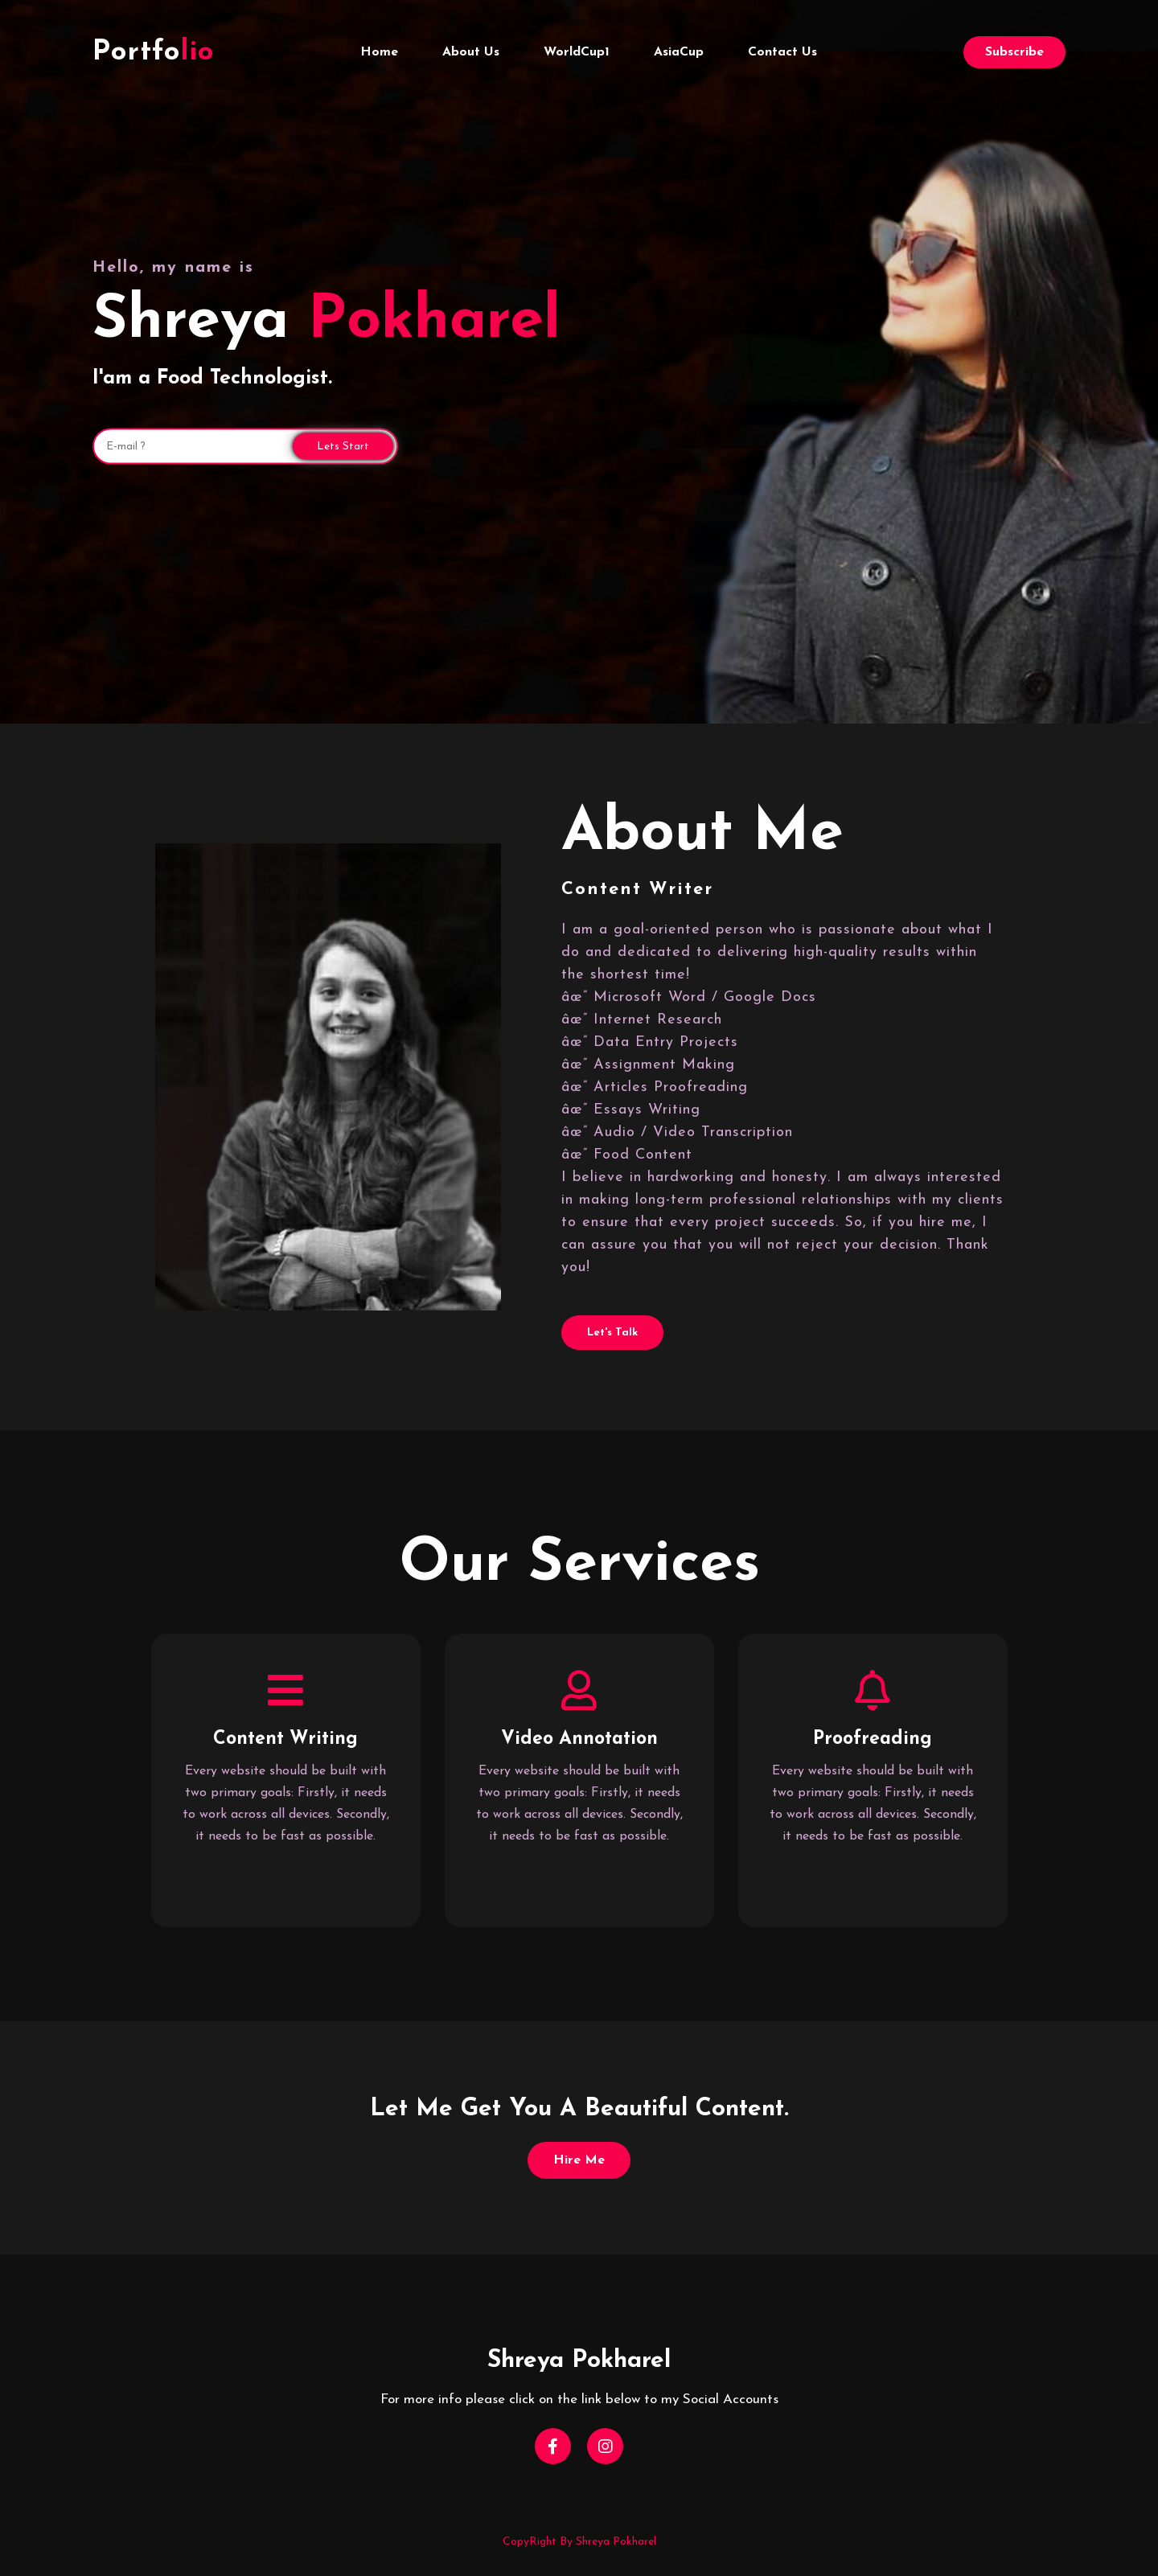 Portfolio
Home About Us WorldCup1 AsiaCup Contact Us Subscribe
Hello, my name is
Shreya Pokharel
I'am a Food Technologist.
E-mail ? Lets Start
About Me
Content Writer
I am a goal-oriented person who is passionate about what I
do and dedicated to delivering high-quality results within
the shortest time!
âœ” Microsoft Word / Google Docs
âœ” Internet Research
âœ” Data Entry Projects
âœ” Assignment Making
âœ” Articles Proofreading
âœ” Essays Writing
âœ” Audio / Video Transcription
âœ” Food Content
I believe in hardworking and honesty. I am always interested
in making long-term professional relationships with my clients
to ensure that every project succeeds. So, if you hire me, I
can assure you that you will not reject your decision. Thank
you!
Let's Talk
Our Services
Content Writing
Every website should be built with
two primary goals: Firstly, it needs
to work across all devices. Secondly,
it needs to be fast as possible.
Video Annotation
Every website should be built with
two primary goals: Firstly, it needs
to work across all devices. Secondly,
it needs to be fast as possible.
Proofreading
Every website should be built with
two primary goals: Firstly, it needs
to work across all devices. Secondly,
it needs to be fast as possible.
Let Me Get You A Beautiful Content.
Hire Me
Shreya Pokharel
For more info please click on the link below to my Social Accounts
CopyRight By Shreya Pokharel